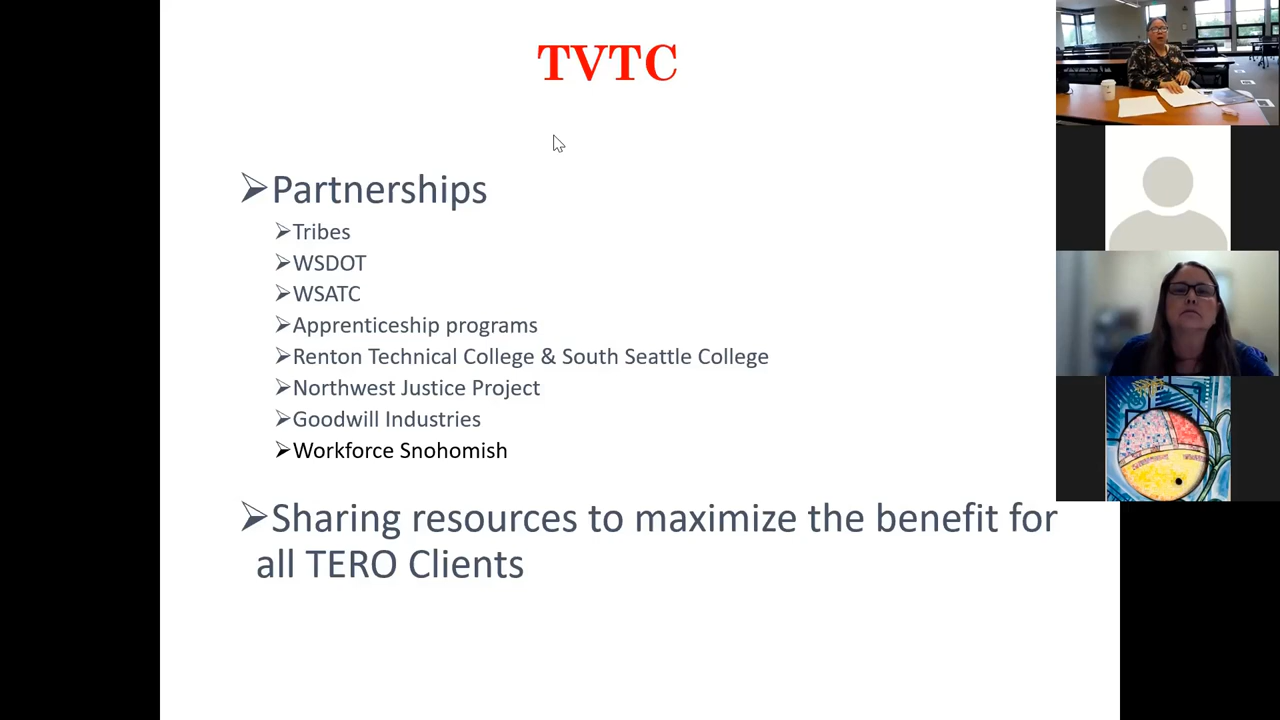 TVTC
➢Partnerships
➢Tribes
➢WSDOT
➢WSATC
➢Apprenticeship programs
➢Renton Technical College & South Seattle College
➢Northwest Justice Project
➢Goodwill Industries
➢Workforce Snohomish
➢Sharing resources to maximize the benefit for
all TERO Clients